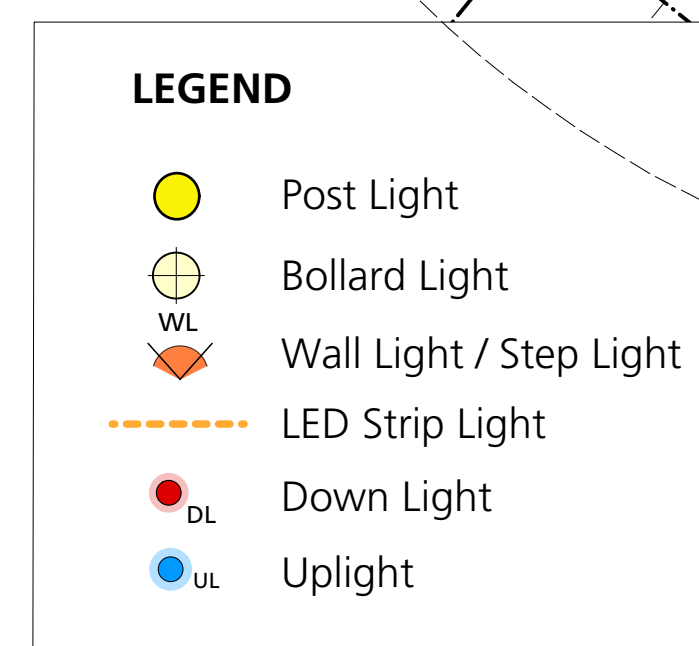 LEGEND
Post Light
Bollard Light
WL
Wall Light / Step Light
LED Strip Light
Down Light
DL
Uplight
UL